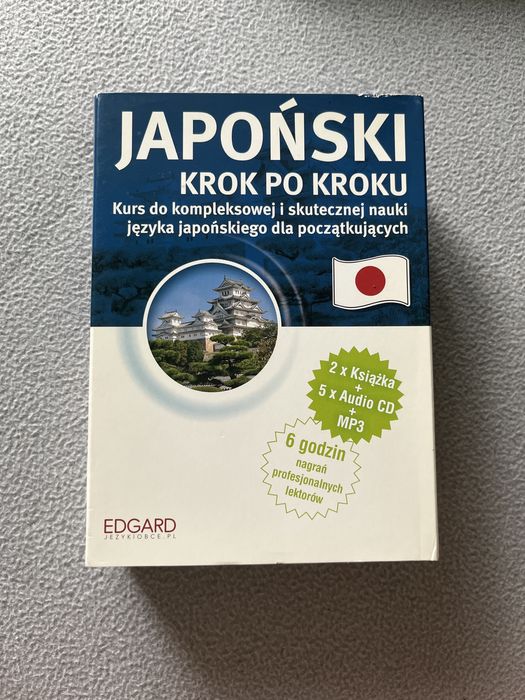 JAPOŃSKI
KROK PO KROKU
Kurs do kompleksowej i skutecznej nauki
języka japońskiego dla początkujących
2 x Książka
+
5 x Audio CD
+
MP3
6 godzin
nagrań
profesjonalnych
lektorów
EDGARD
JEZYKIOBCE.PL